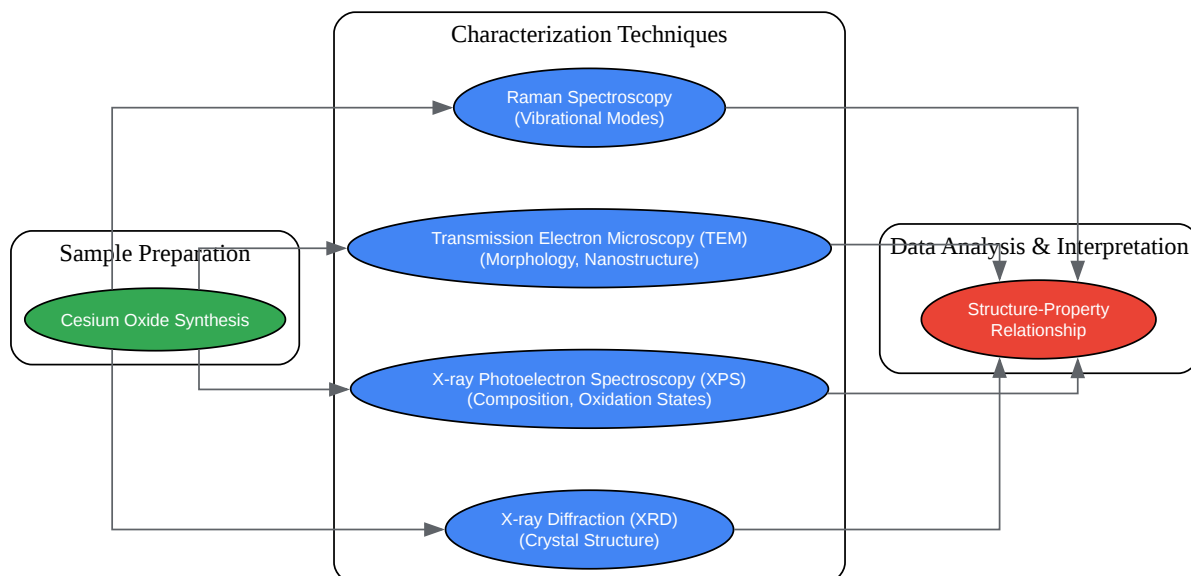 Characterization Techniques
Raman Spectroscopy
(Vibrational Modes)
Transmission Electron Microscopy (TEM)
(Morphology, Nanostructure)
Sample Preparation
Cesium Oxide Synthesis
Data Analysis & Interpretation
Structure-Property
Relationship
X-ray Photoelectron Spectroscopy (XPS)
(Composition, Oxidation States)
X-ray Diffraction (XRD)
(Crystal Structure)